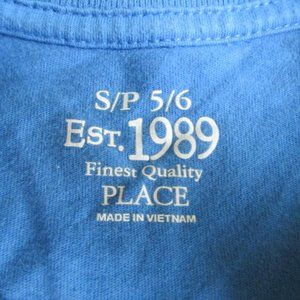 S/P 5/6
EST. 1989
Finest Quality
PLACE
MADE IN VIETNAM